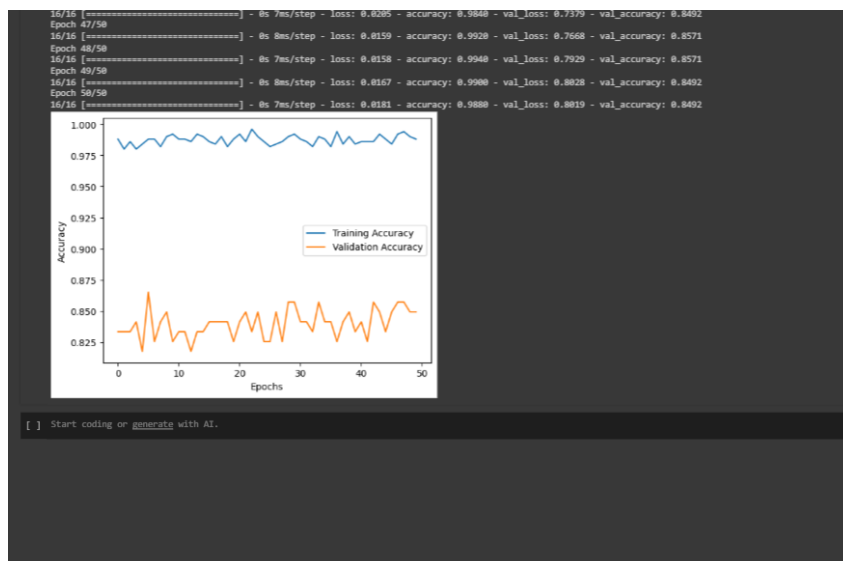 16/16 [==============================] - 0s 7ms/step - loss: 0.0205 - accuracy: 0.9840 - val_loss: 0.7379 - val_accuracy: 0.8492
Epoch 47/50
16/16 [==============================] - 0s 8ms/step - loss: 0.0159 - accuracy: 0.9920 - val_loss: 0.7668 - val_accuracy: 0.8571
Epoch 48/50
16/16 [==============================] - 0s 7ms/step - loss: 0.0158 - accuracy: 0.9940 - val_loss: 0.7929 - val_accuracy: 0.8571
Epoch 49/50
16/16 [==============================] - 0s 8ms/step - loss: 0.0167 - accuracy: 0.9900 - val_loss: 0.8028 - val_accuracy: 0.8492
Epoch 50/50
16/16 [==============================] - 0s 7ms/step - loss: 0.0181 - accuracy: 0.9880 - val_loss: 0.8019 - val_accuracy: 0.8492
1.000
0.975
0.950
0.925
0.900
0.875
0.850
0.825
Accuracy
Training Accuracy
Validation Accuracy
0 10 20 30 40 50
Epochs
[ ] Start coding or generate with AI.